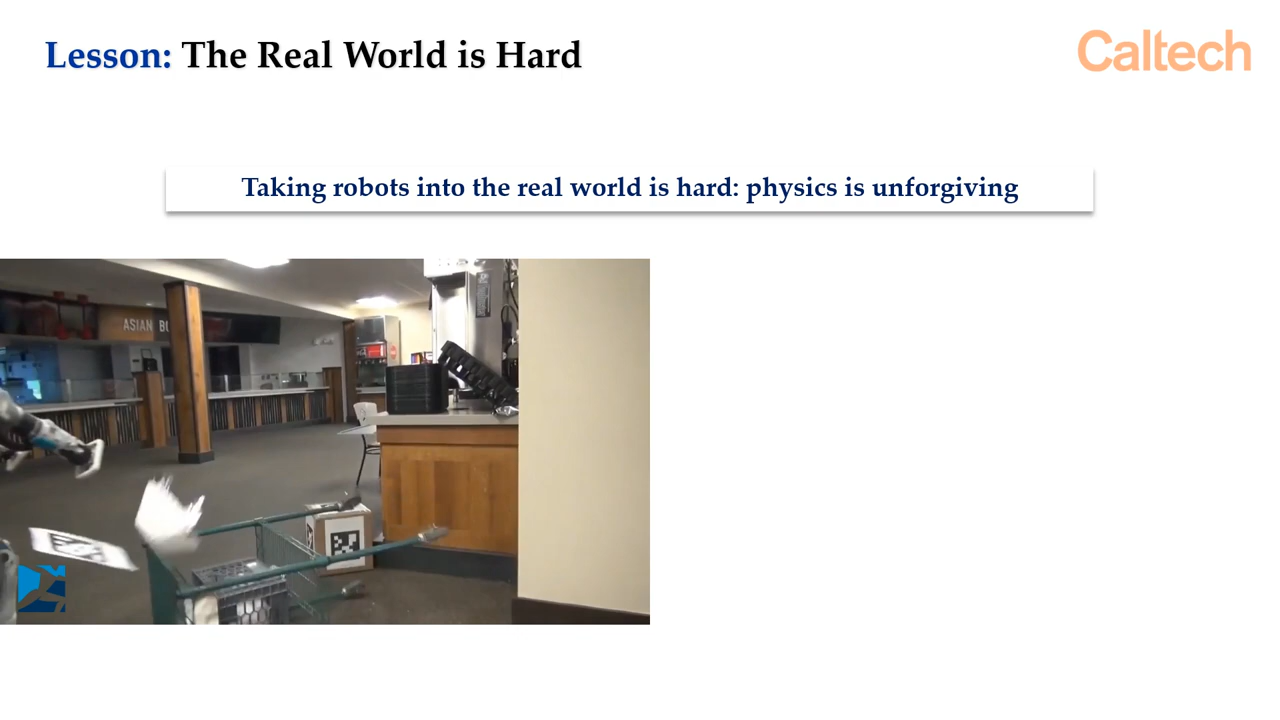 Lesson: The Real World is Hard
Caltech
Taking robots into the real world is hard: physics is unforgiving
ASIAN